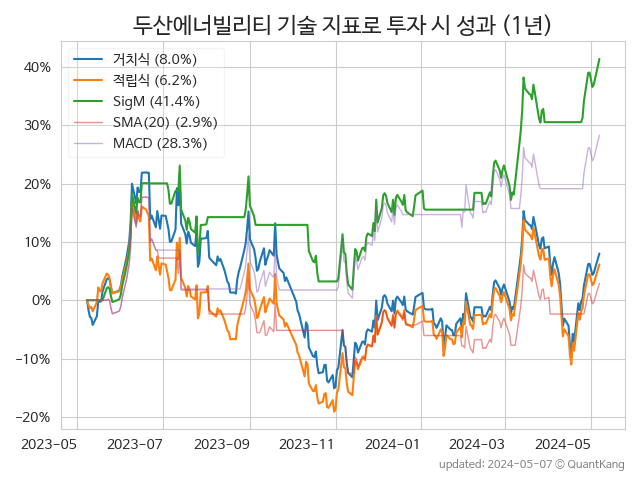 두산에너빌리티 기술 지표로 투자 시 성과 (1년)
거치식 (8.0%)
적립식 (6.2%)
SigM (41.4%)
SMA(20) (2.9%)
MACD (28.3%)
40%
30%
20%
10%
0%
−10%
−20%
2023−05 2023−07 2023−09 2023−11 2024−01 2024−03 2024−05
updated: 2024−05−07 ⓒ QuantKang